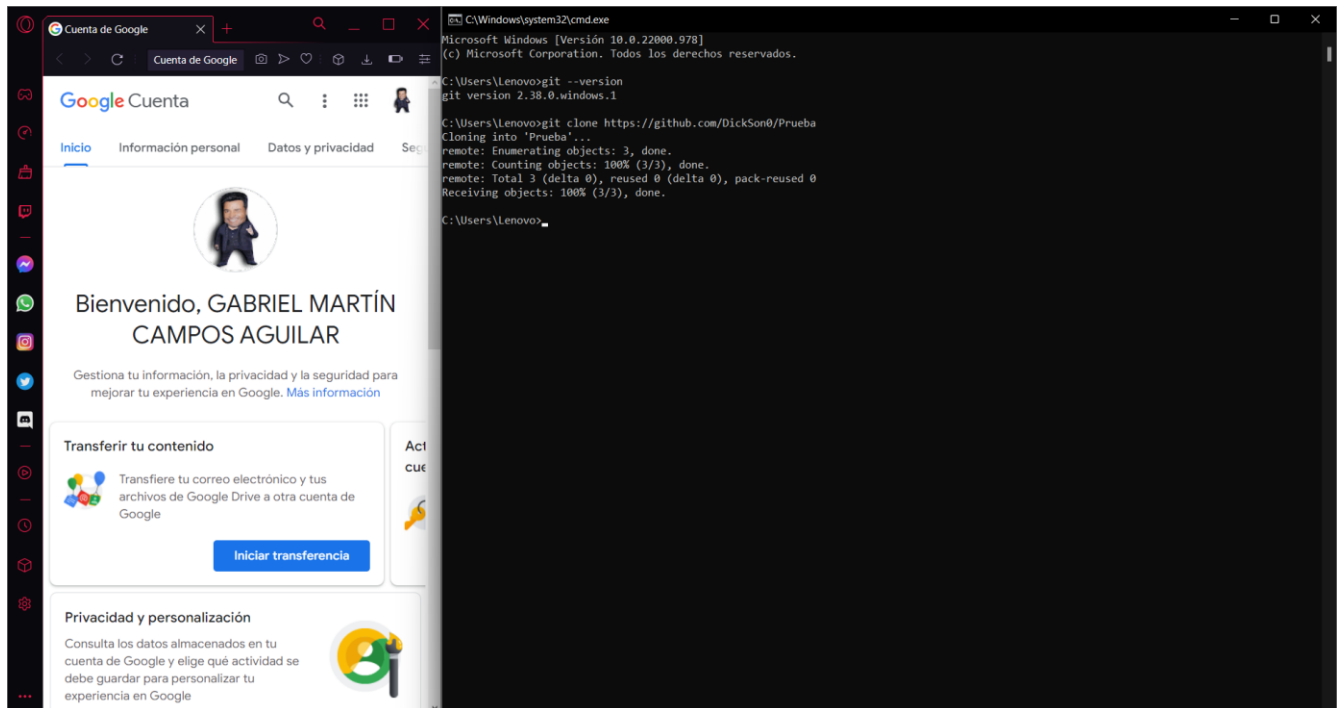 Cuenta de Google
Cuenta de Google
Google Cuenta
Inicio Información personal Datos y privacidad Seg
Bienvenido, GABRIEL MARTÍN
CAMPOS AGUILAR
Gestiona tu información, la privacidad y la seguridad para
mejorar tu experiencia en Google. Más información
Transferir tu contenido
Transfiere tu correo electrónico y tus
archivos de Google Drive a otra cuenta de
Google
Iniciar transferencia
Act
cue
Privacidad y personalización
Consulta los datos almacenados en tu
cuenta de Google y elige qué actividad se
debe guardar para personalizar tu
experiencia en Google
C:\Windows\system32\cmd.exe
Microsoft Windows [Versión 10.0.22000.978]
(c) Microsoft Corporation. Todos los derechos reservados.
C:\Users\Lenovo>git --version
git version 2.38.0.windows.1
C:\Users\Lenovo>git clone https://github.com/DickSon0/Prueba
Cloning into 'Prueba'...
remote: Enumerating objects: 3, done.
remote: Counting objects: 100% (3/3), done.
remote: Total 3 (delta 0), reused 0 (delta 0), pack-reused 0
Receiving objects: 100% (3/3), done.
C:\Users\Lenovo>